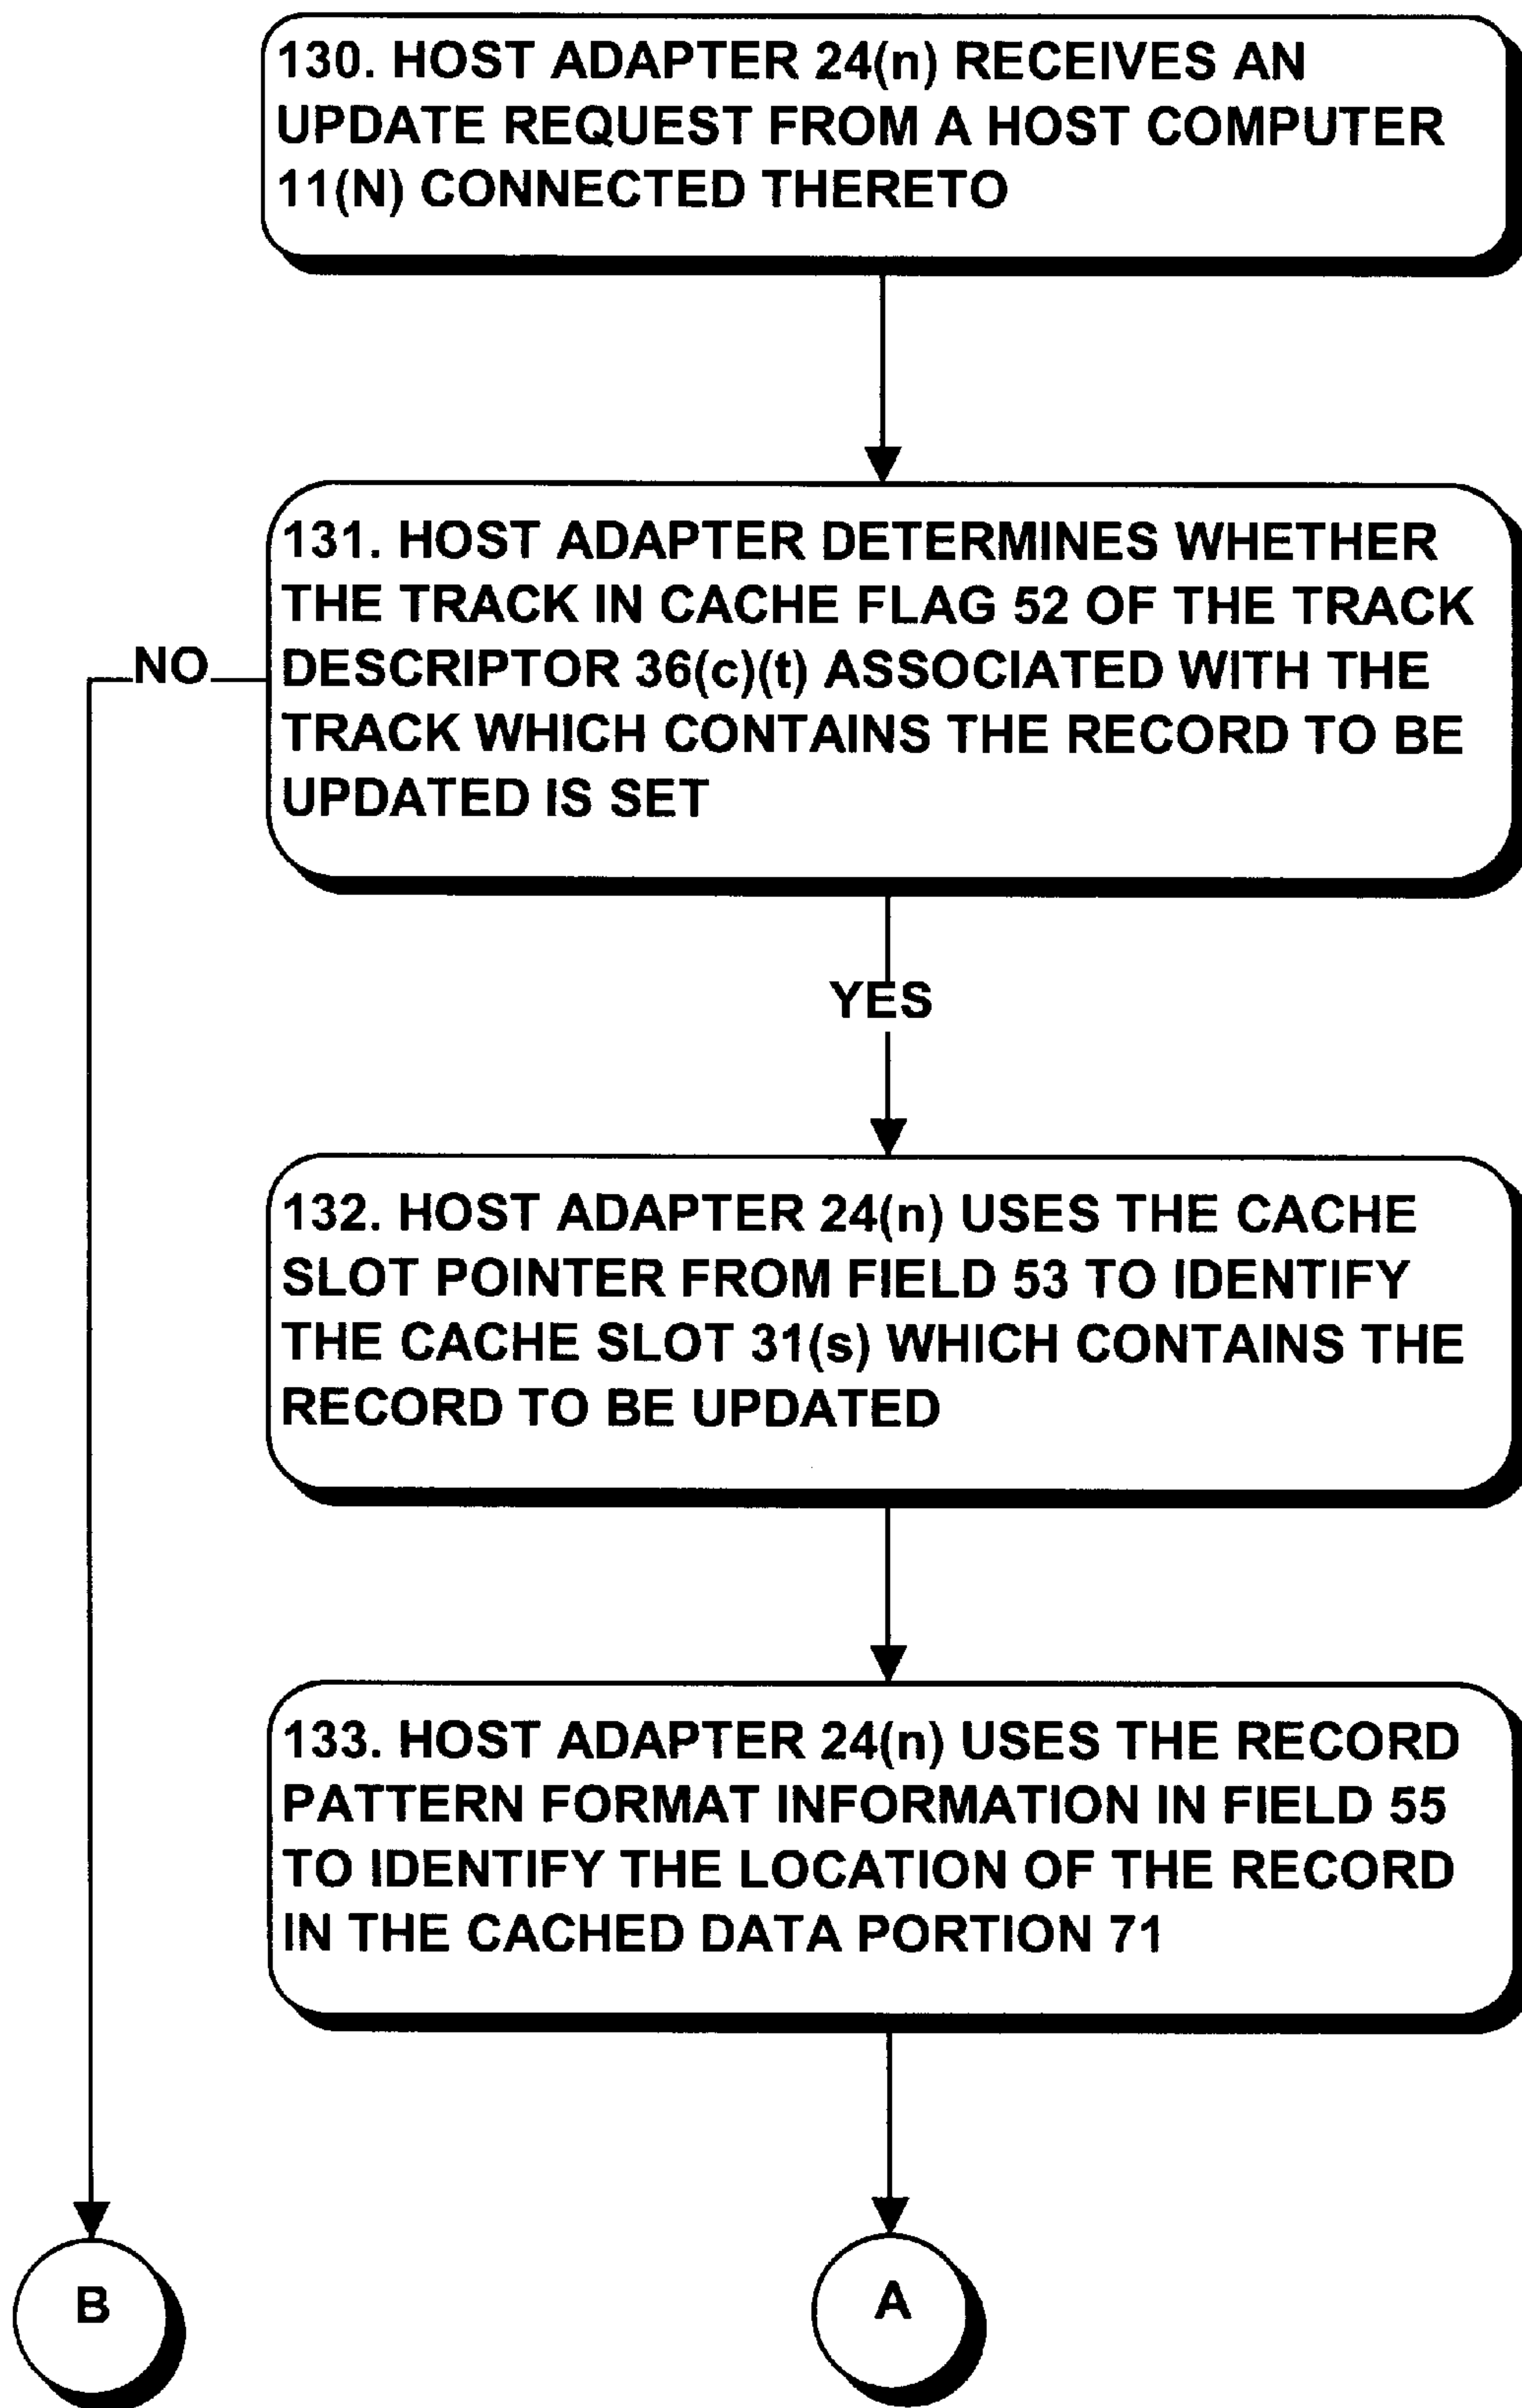 130. HOST ADAPTER 24(n) RECEIVES AN
UPDATE REQUEST FROM A HOST COMPUTER
11(N) CONNECTED THERETO
131. HOST ADAPTER DETERMINES WHETHER
THE TRACK IN CACHE FLAG 52 OF THE TRACK
DESCRIPTOR 36(c)(t) ASSOCIATED WITH THE
TRACK WHICH CONTAINS THE RECORD TO BE
UPDATED IS SET
NO
YES
132. HOST ADAPTER 24(n) USES THE CACHE
SLOT POINTER FROM FIELD 53 TO IDENTIFY
THE CACHE SLOT 31(s) WHICH CONTAINS THE
RECORD TO BE UPDATED
133. HOST ADAPTER 24(n) USES THE RECORD
PATTERN FORMAT INFORMATION IN FIELD 55
TO IDENTIFY THE LOCATION OF THE RECORD
IN THE CACHED DATA PORTION 71
B
A